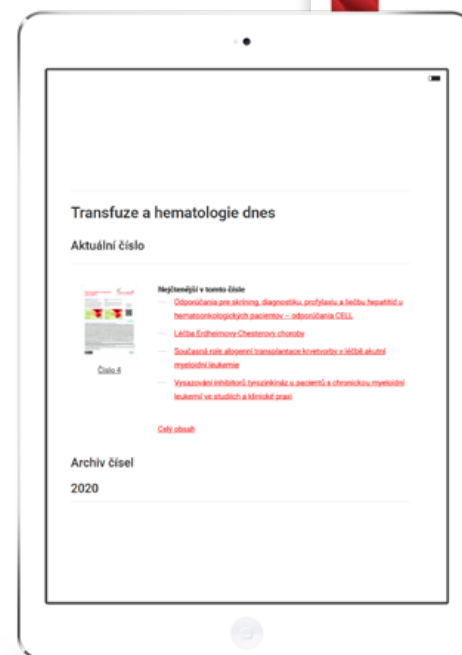 Transfuze a hematologie dnes
Aktuální číslo
Nejčtenější v tomto čísle
Odporúčania pre skríning, diagnostiku, profylaxiu a liečbu hepatitíd u
hematoonkologických pacientov – odporúčania CELL
Léčba Erdheimovy-Chesterovy choroby
Současná role alogenní transplantace krvetvorby v léčbě akutní
myeloidní leukemie
Vysazování inhibitorů tyrozinkináz u pacientů s chronickou myeloidní
leukemií ve studiích a klinické praxi
Číslo 4
Celý obsah
Archiv čísel
2020